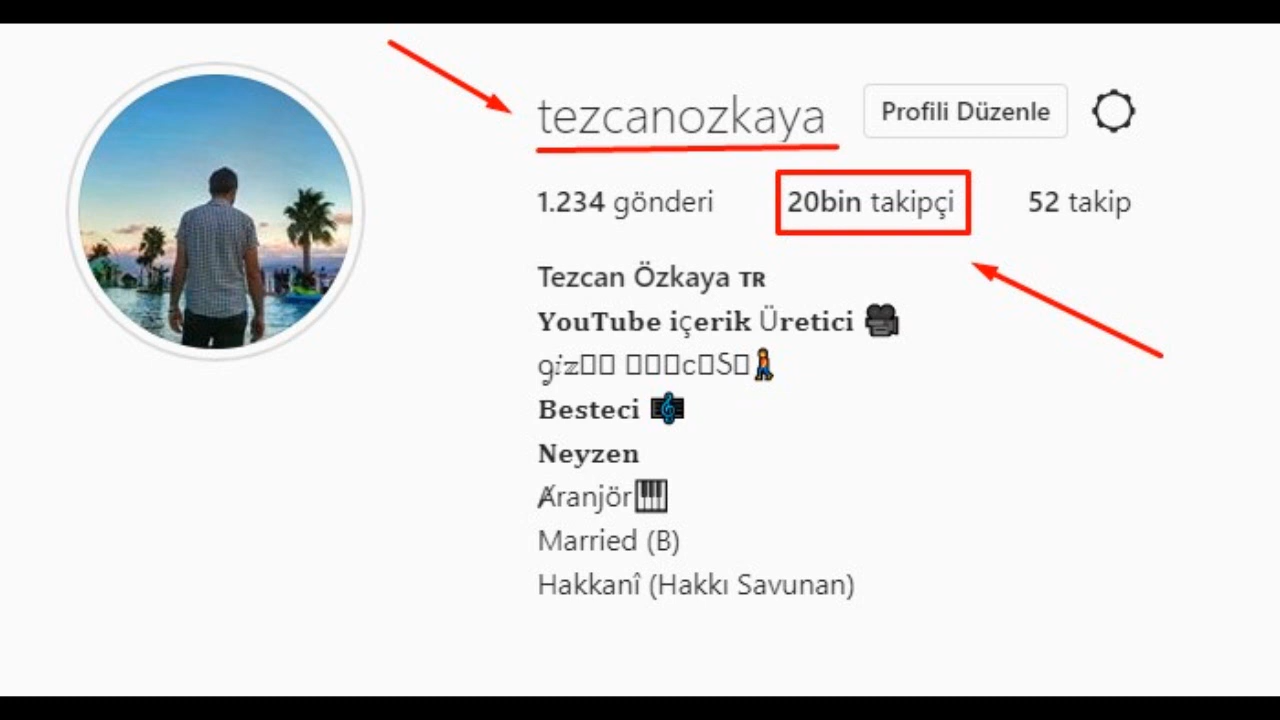 tezcanozkaya Profili Düzenle
1.234 gönderi 20bin takipçi 52 takip
Tezcan Özkaya TR
YouTube içerik Üretici
Besteci
Neyzen
Ⱥranjör
Married (B)
Hakkanî (Hakkı Savunan)